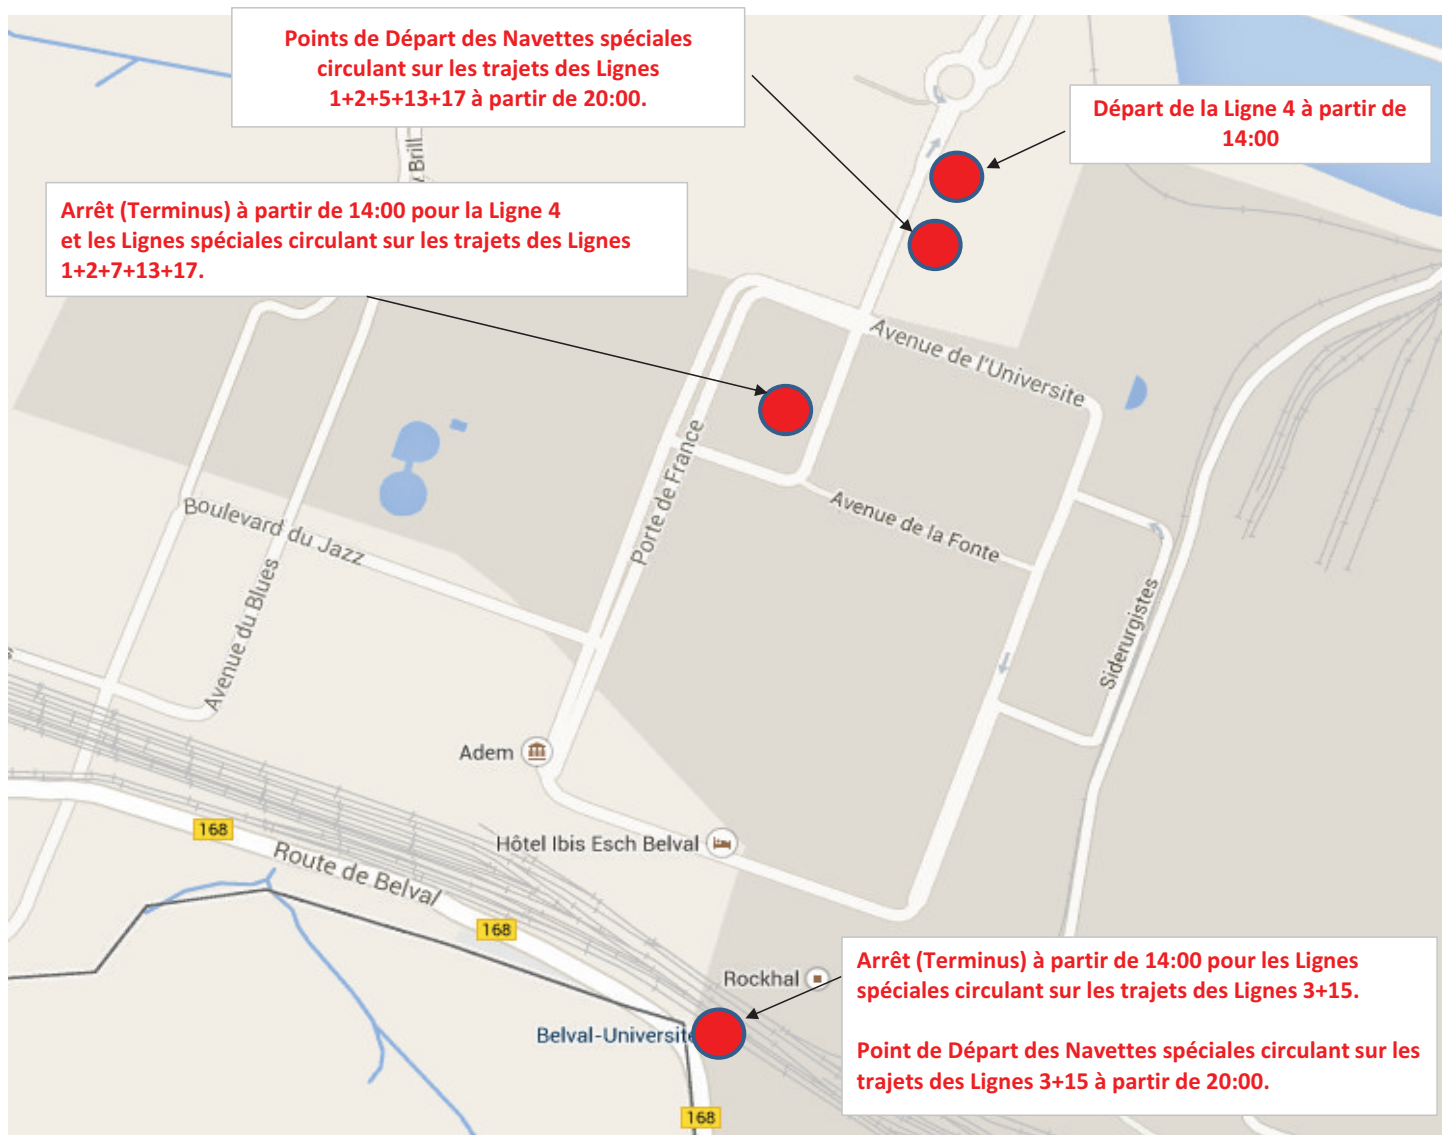 Points de Départ des Navettes spéciales
circulant sur les trajets des Lignes
1+2+5+13+17 à partir de 20:00.
Départ de la Ligne 4 à partir de
14:00
Brill
Arrêt (Terminus) à partir de 14:00 pour la Ligne 4
et les Lignes spéciales circulant sur les trajets des Lignes
1+2+7+13+17.
Avenue de l'Universite
Porte de France
Avenue de la Fonte
Boulevard du Jazz
Avenue du Blues
Siderurgistes
Adem
Hôtel Ibis Esch Belval
168
Route de Belval
168
Rockhal
Belval-Universite
Arrêt (Terminus) à partir de 14:00 pour les Lignes
spéciales circulant sur les trajets des Lignes 3+15.
Point de Départ des Navettes spéciales circulant sur les
trajets des Lignes 3+15 à partir de 20:00.
168